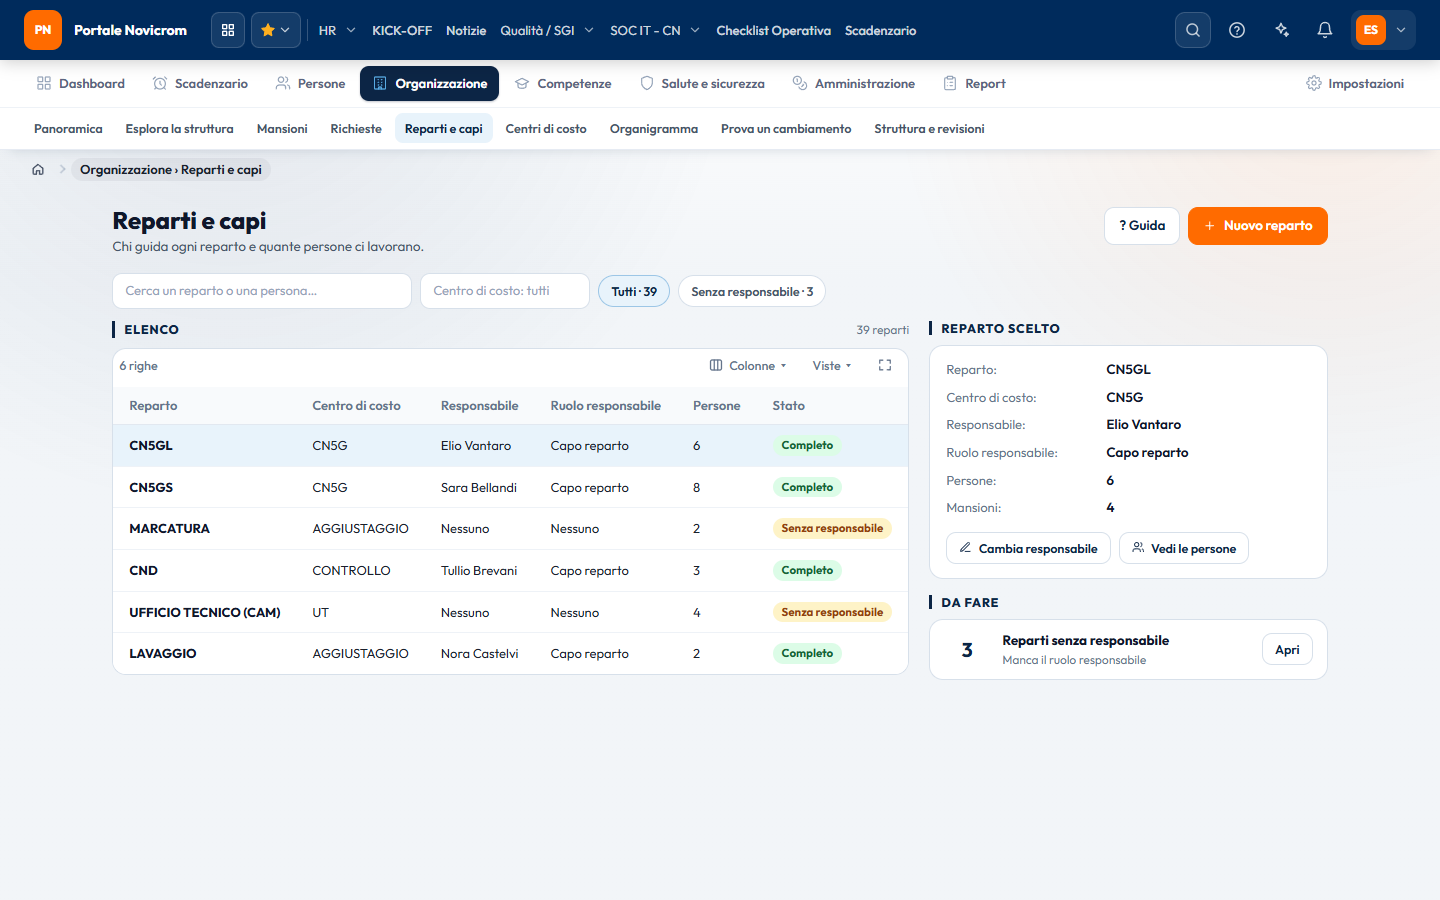 PN Portale Novicrom HR KICK-OFF Notizie Qualità / SGI SOC IT - CN Checklist Operativa Scadenzario ES
Dashboard Scadenzario Persone Organizzazione Competenze Salute e sicurezza Amministrazione Report Impostazioni
Panoramica Esplora la struttura Mansioni Richieste Reparti e capi Centri di costo Organigramma Prova un cambiamento Struttura e revisioni
Organizzazione › Reparti e capi
Reparti e capi
Chi guida ogni reparto e quante persone ci lavorano.
? Guida + Nuovo reparto
Cerca un reparto o una persona... Centro di costo: tutti Tutti · 39 Senza responsabile · 3
ELENCO 39 reparti
6 righe Colonne Viste
Reparto Centro di costo Responsabile Ruolo responsabile Persone Stato
CN5GL CN5G Elio Vantaro Capo reparto 6 Completo
CN5GS CN5G Sara Bellandi Capo reparto 8 Completo
MARCATURA AGGIUSTAGGIO Nessuno Nessuno 2 Senza responsabile
CND CONTROLLO Tullio Brevani Capo reparto 3 Completo
UFFICIO TECNICO (CAM) UT Nessuno Nessuno 4 Senza responsabile
LAVAGGIO AGGIUSTAGGIO Nora Castelvi Capo reparto 2 Completo
REPARTO SCELTO
Reparto: CN5GL
Centro di costo: CN5G
Responsabile: Elio Vantaro
Ruolo responsabile: Capo reparto
Persone: 6
Mansioni: 4
Cambia responsabile Vedi le persone
DA FARE
3 Reparti senza responsabile
Manca il ruolo responsabile
Apri